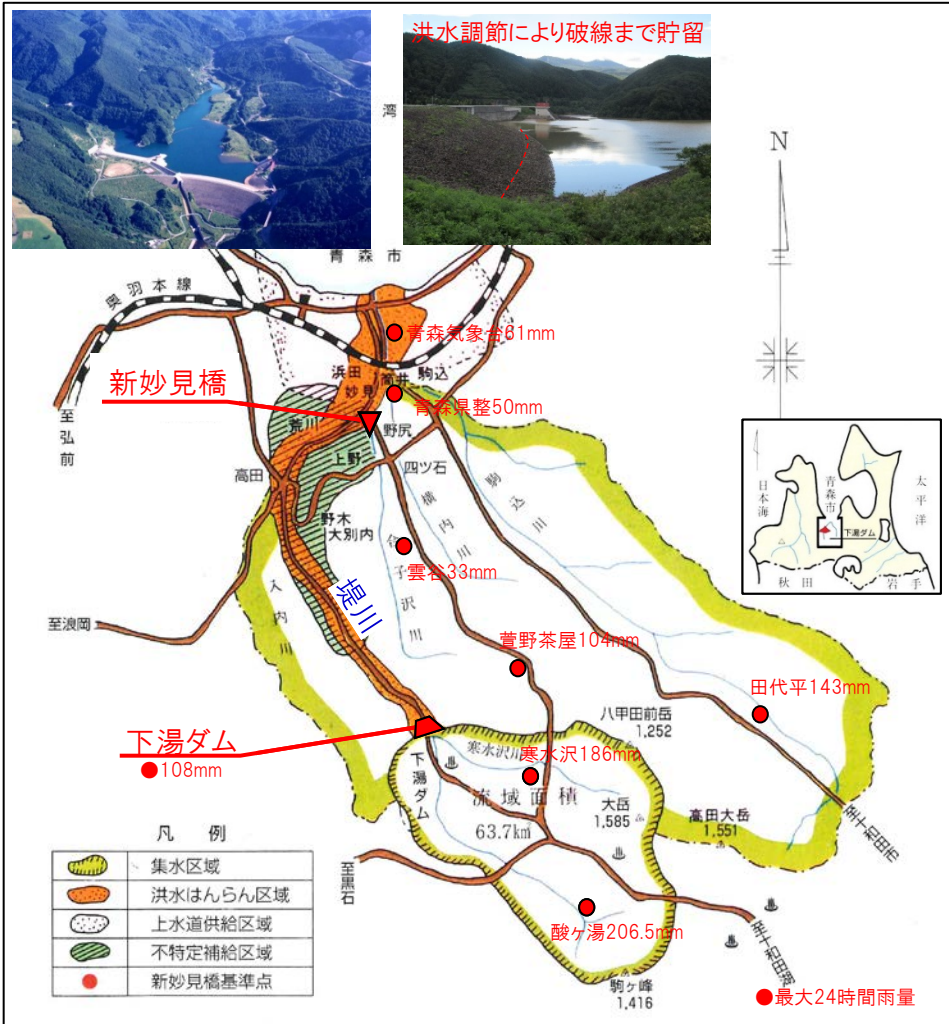 洪水調節により破線まで貯留
湾
N
青森市
奥羽本線
青森気象台61mm
浜田
妙見
筒井
駒込
新妙見橋
青森県整50mm
至弘前
荒川
野尻
上野
高田
四ツ石
横内川
駒込川
野木
大別内
合子沢川
雲谷33mm
日本海
青森市
太平洋
下湯ダム
秋田
岩手
堤川
入内川
至浪岡
萱野茶屋104mm
田代平143mm
八甲田前岳
1,252
下湯ダム
108mm
寒水沢川
寒水沢186mm
下湯ダム
流域面積
63.7km²
大岳
1,585
高田大岳
1,551
至十和田市
至黒石
凡例
集水区域
洪水はんらん区域
上水道供給区域
不特定補給区域
新妙見橋基準点
酸ヶ湯206.5mm
駒ヶ峰
1,416
至十和田湖
最大24時間雨量